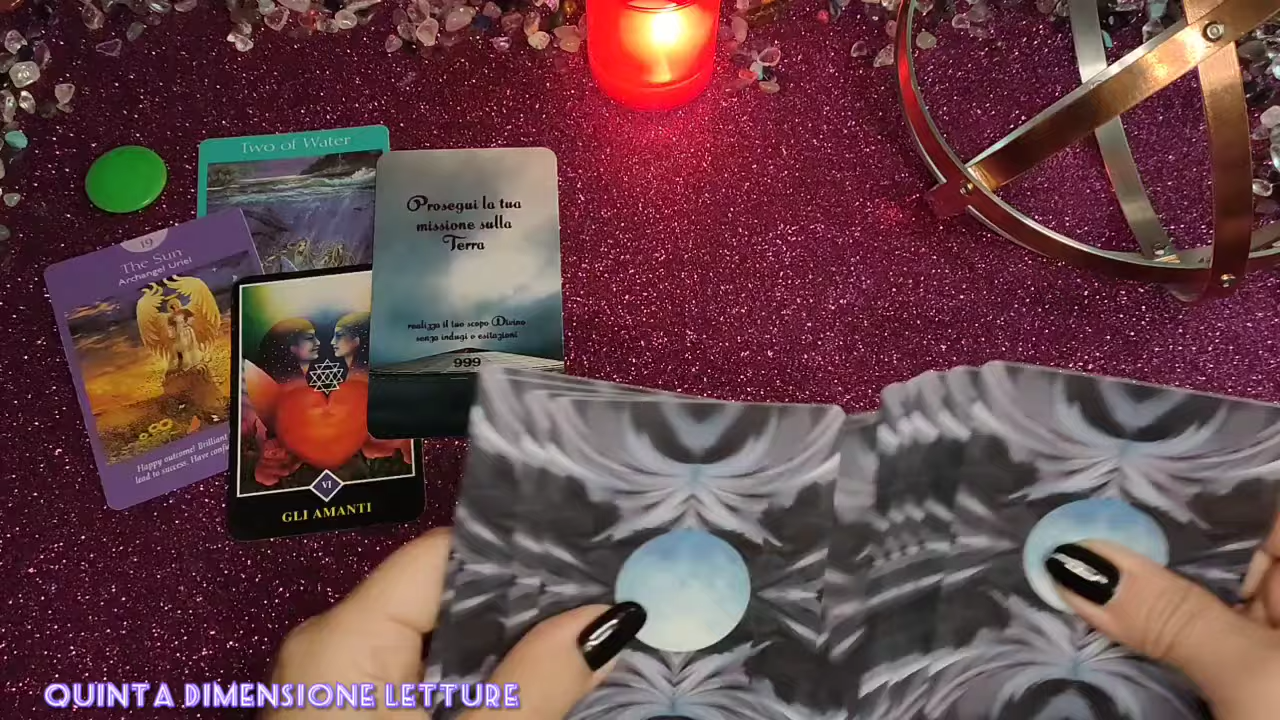 Two of Water
19
The Sun
Archangel Uriel
Happy outcome! Brilliant
lead to success. Have
VI
GLI AMANTI
Prosegui la tua
missione sulla
Terra
realizza il tuo scopo Divino
senza indugi o esitazioni
999
QUINTA DIMENSIONE LETTURE